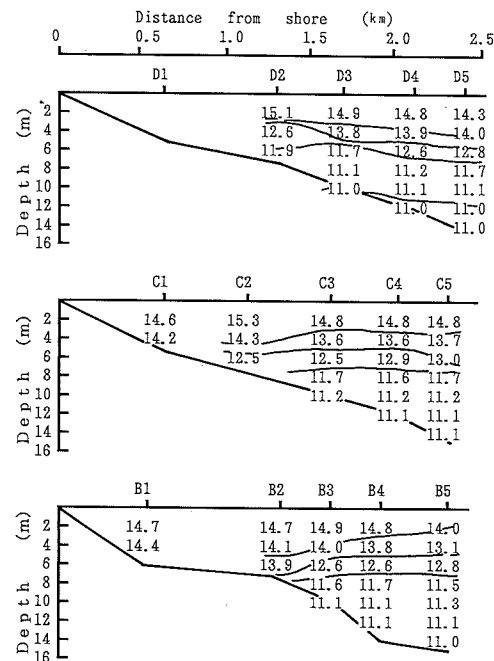 Distance from shore (km)
0 0.5 1.0 1.5 2.0 2.5
D1 D2 D3 D4 D5
Depth (m)
2 15.1 14.9 14.8 14.3
4 12.6 13.8 13.9 14.0
6 11.9 11.7 12.6 12.8
8 11.1 11.2 11.7
10 11.0 11.1 11.1
12 11.0 11.0
14 11.0
16
C1 C2 C3 C4 C5
Depth (m)
2 14.6 15.3 14.8 14.8 14.8
4 14.2 14.3 13.6 13.6 13.7
6 12.5 12.5 12.9 13.0
8 11.7 11.6 11.7
10 11.2 11.2 11.2
12 11.1 11.1
14 11.1
16
B1 B2 B3 B4 B5
Depth (m)
2 14.7 14.7 14.9 14.8 14.0
4 14.4 14.1 14.0 13.8 13.1
6 13.9 12.6 12.6 12.8
8 11.6 11.7 11.5
10 11.1 11.1 11.3
12 11.1 11.1
14 11.0
16